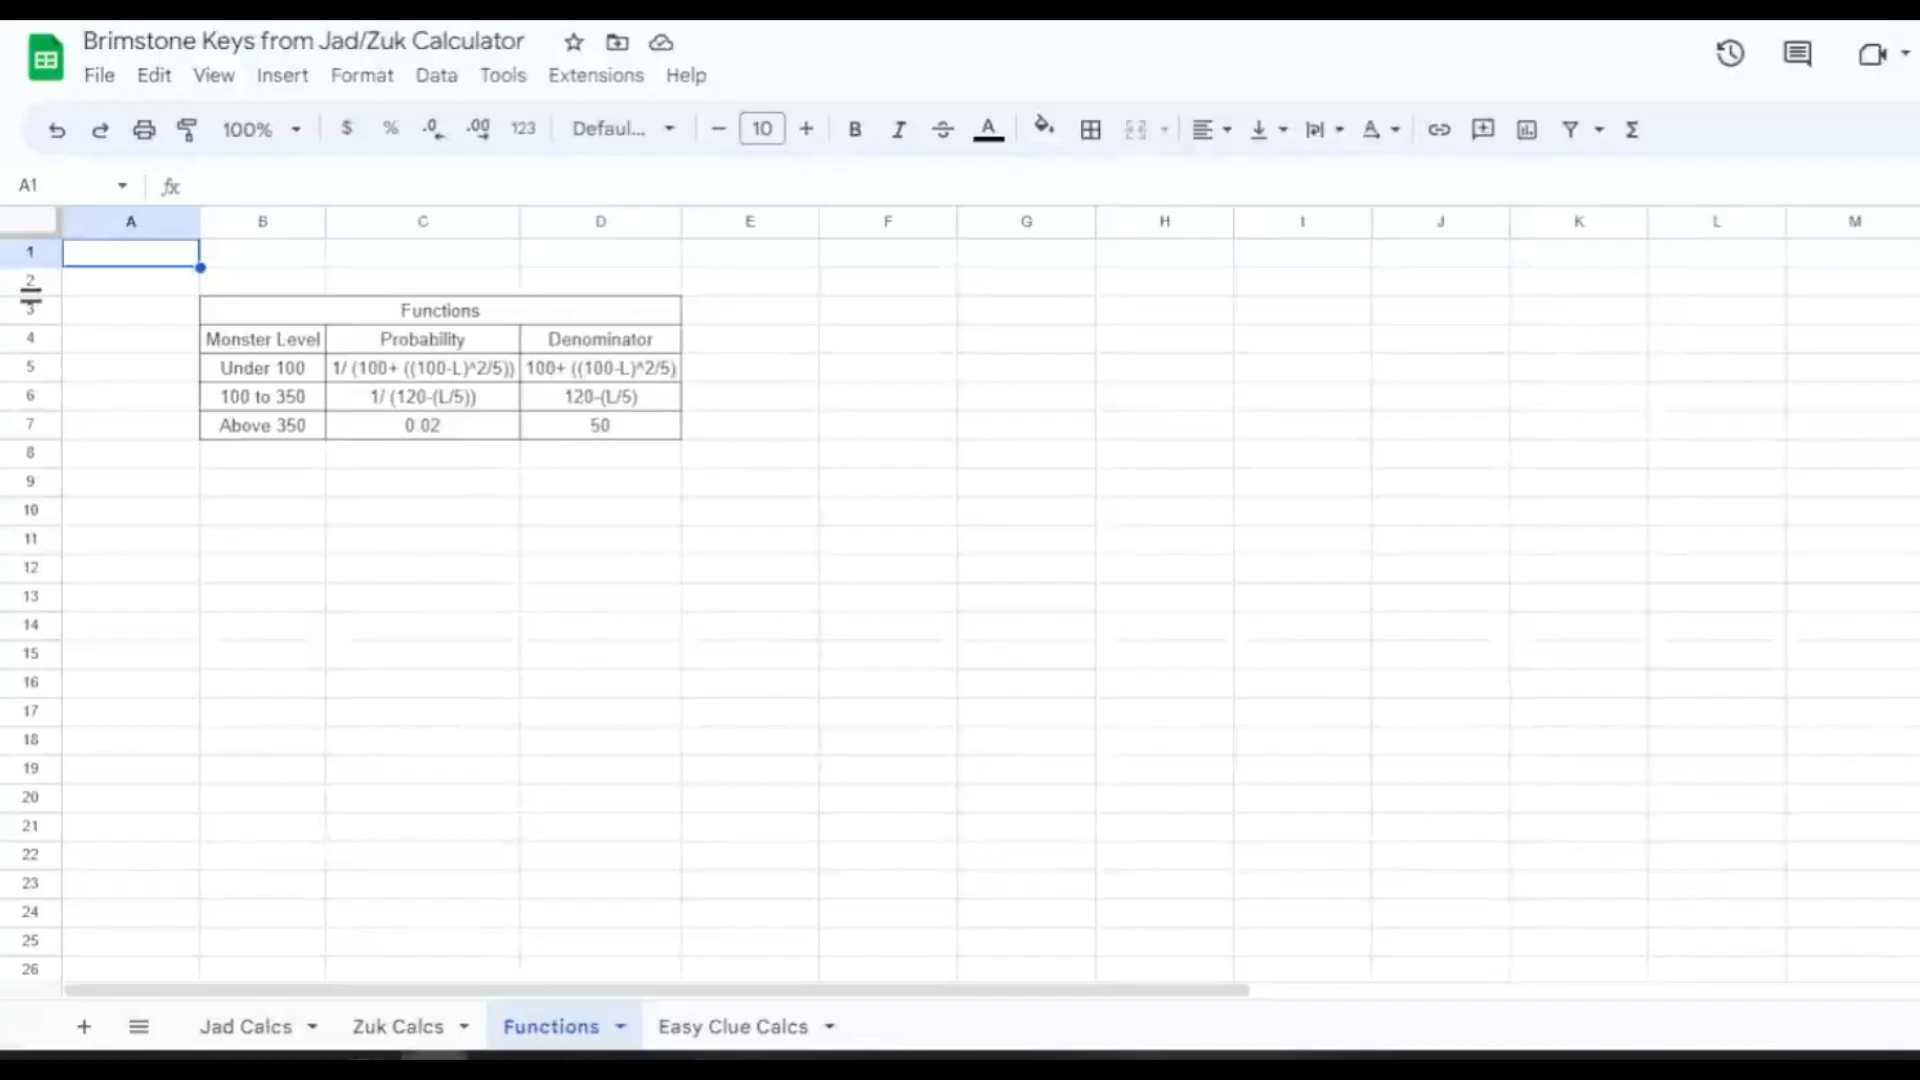 Brimstone Keys from Jad/Zuk Calculator
File Edit View Insert Format Data Tools Extensions Help
100% $ % .0 .00 123 Defaul... 10 B I S A Σ
A1 fx
A B C D E F G H I J K L M
1
2
3 Functions
4 Monster Level Probability Denominator
5 Under 100 1/ (100+ ((100-L)^2/5)) 100+ ((100-L)^2/5)
6 100 to 350 1/ (120-(L/5)) 120-(L/5)
7 Above 350 0.02 50
8
9
10
11
12
13
14
15
16
17
18
19
20
21
22
23
24
25
26
Jad Calcs Zuk Calcs Functions Easy Clue Calcs